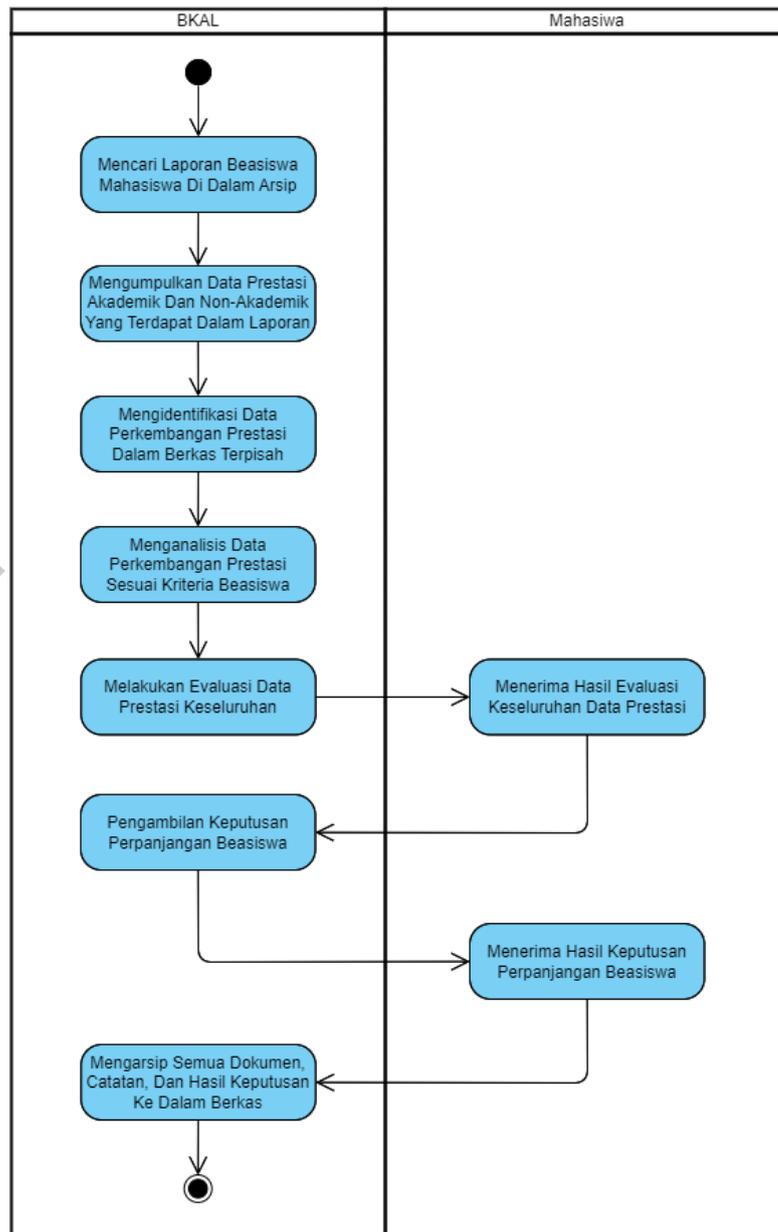 BKAL
Mahasiwa
Mencari Laporan Beasiswa
Mahasiswa Di Dalam Arsip
Mengumpulkan Data Prestasi
Akademik Dan Non-Akademik
Yang Terdapat Dalam Laporan
Mengidentifikasi Data
Perkembangan Prestasi
Dalam Berkas Terpisah
Menganalisis Data
Perkembangan Prestasi
Sesuai Kriteria Beasiswa
Melakukan Evaluasi Data
Prestasi Keseluruhan
Menerima Hasil Evaluasi
Keseluruhan Data Prestasi
Pengambilan Keputusan
Perpanjangan Beasiswa
Menerima Hasil Keputusan
Perpanjangan Beasiswa
Mengarsip Semua Dokumen,
Catatan, Dan Hasil Keputusan
Ke Dalam Berkas